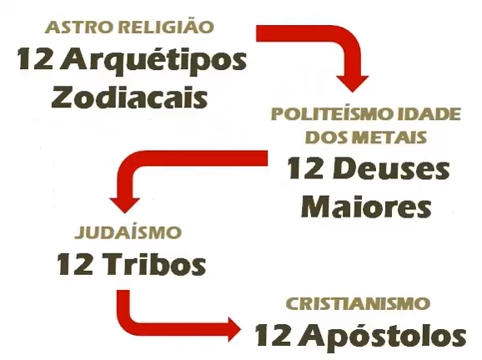 ASTRO RELIGIÃO
12 Arquétipos
Zodiacais
POLITEÍSMO IDADE
DOS METAIS
12 Deuses
Maiores
JUDAÍSMO
12 Tribos
CRISTIANISMO
12 Apóstolos